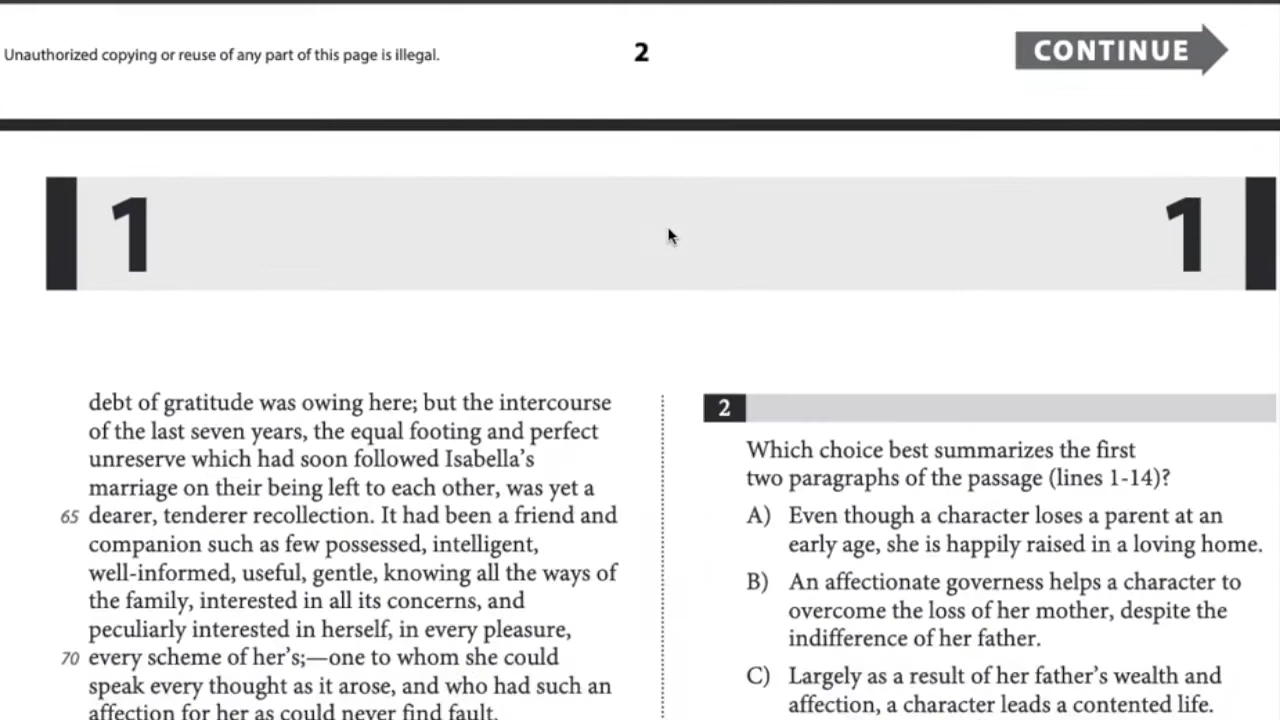 Unauthorized copying or reuse of any part of this page is illegal.
2
CONTINUE
1
1
debt of gratitude was owing here; but the intercourse
of the last seven years, the equal footing and perfect
unreserve which had soon followed Isabella’s
marriage on their being left to each other, was yet a
65 dearer, tenderer recollection. It had been a friend and
companion such as few possessed, intelligent,
well-informed, useful, gentle, knowing all the ways of
the family, interested in all its concerns, and
peculiarly interested in herself, in every pleasure,
70 every scheme of her’s;—one to whom she could
speak every thought as it arose, and who had such an
affection for her as could never find fault.
2
Which choice best summarizes the first
two paragraphs of the passage (lines 1-14)?
A) Even though a character loses a parent at an
early age, she is happily raised in a loving home.
B) An affectionate governess helps a character to
overcome the loss of her mother, despite the
indifference of her father.
C) Largely as a result of her father’s wealth and
affection, a character leads a contented life.